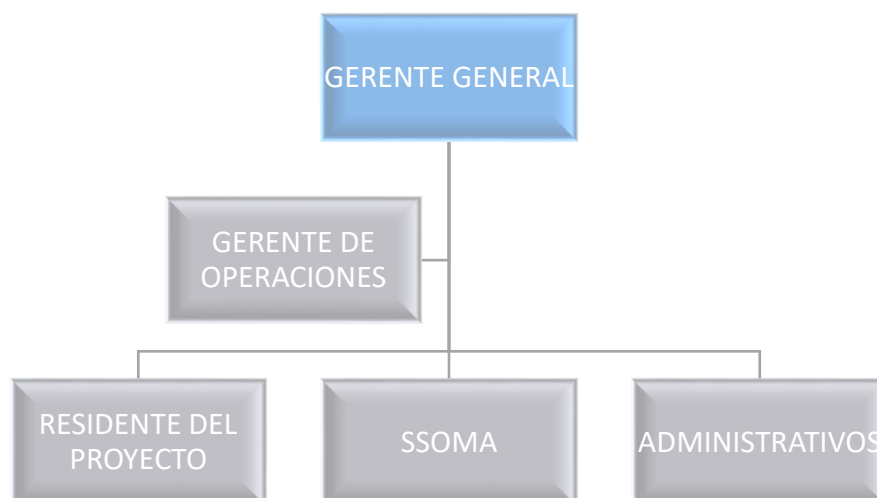 GERENTE GENERAL
GERENTE DE
OPERACIONES
RESIDENTE DEL
PROYECTO
SSOMA
ADMINISTRATIVOS